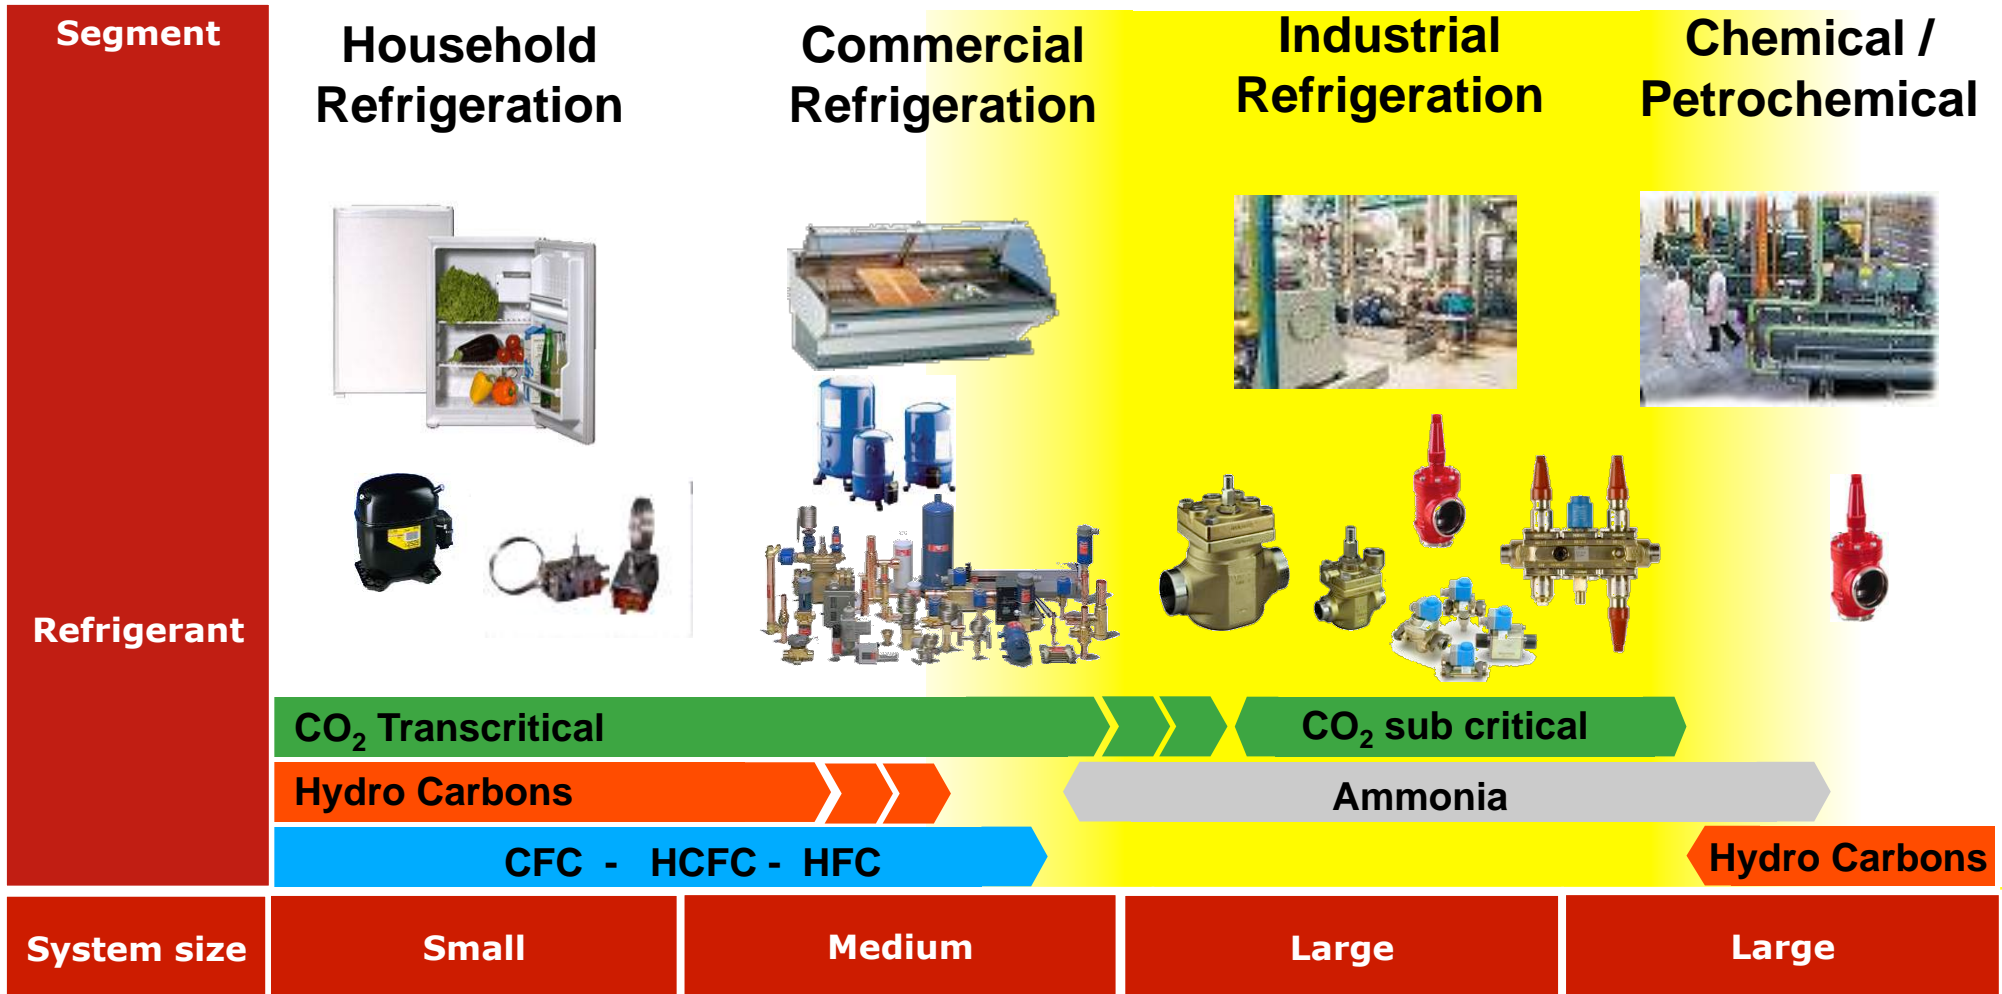 Segment
Household
Refrigeration
Commercial
Refrigeration
Industrial
Refrigeration
Chemical /
Petrochemical
Refrigerant
CO₂ Transcritical
CO₂ sub critical
Hydro Carbons
Ammonia
CFC - HCFC - HFC
Hydro Carbons
System size
Small
Medium
Large
Large